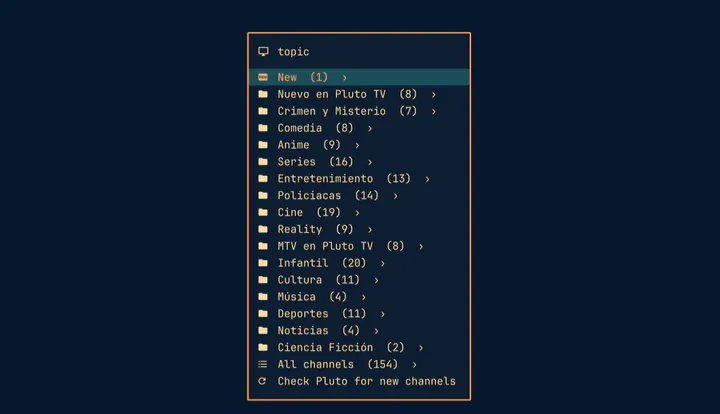 topic
New (1) ›
Nuevo en Pluto TV (8) ›
Crimen y Misterio (7) ›
Comedia (8) ›
Anime (9) ›
Series (16) ›
Entretenimiento (13) ›
Policiacas (14) ›
Cine (19) ›
Reality (9) ›
MTV en Pluto TV (8) ›
Infantil (20) ›
Cultura (11) ›
Música (4) ›
Deportes (11) ›
Noticias (4) ›
Ciencia Ficción (2) ›
All channels (154) ›
Check Pluto for new channels